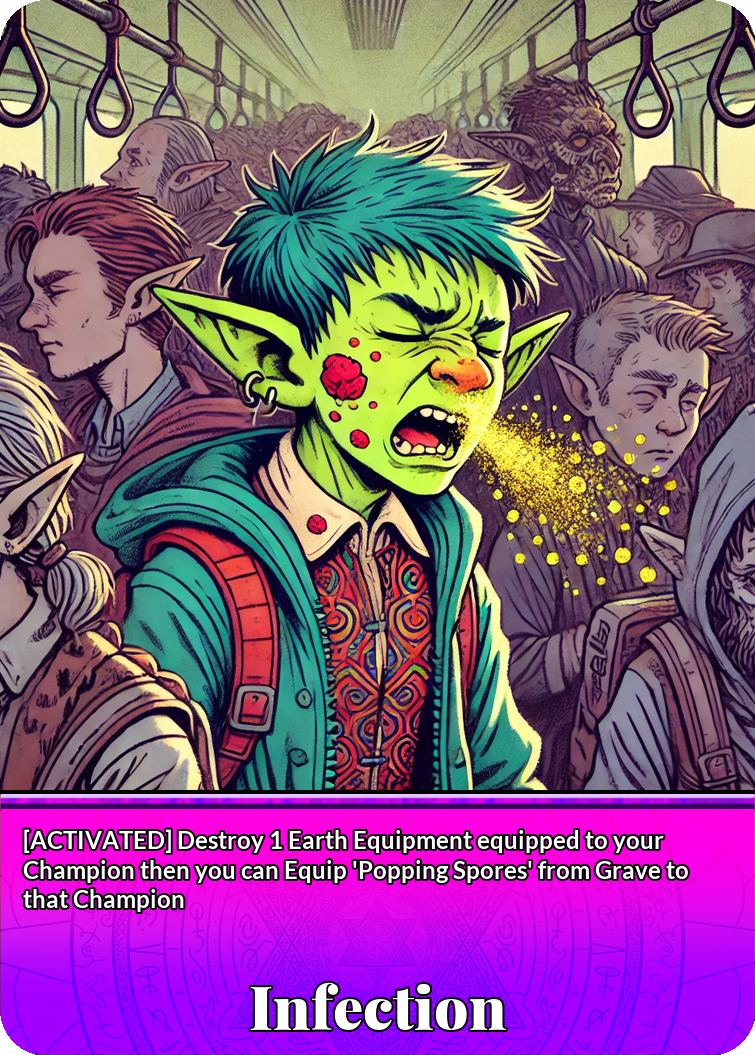 [ACTIVATED] Destroy 1 Earth Equipment equipped to your
Champion then you can Equip 'Popping Spores' from Grave to
that Champion
Infection